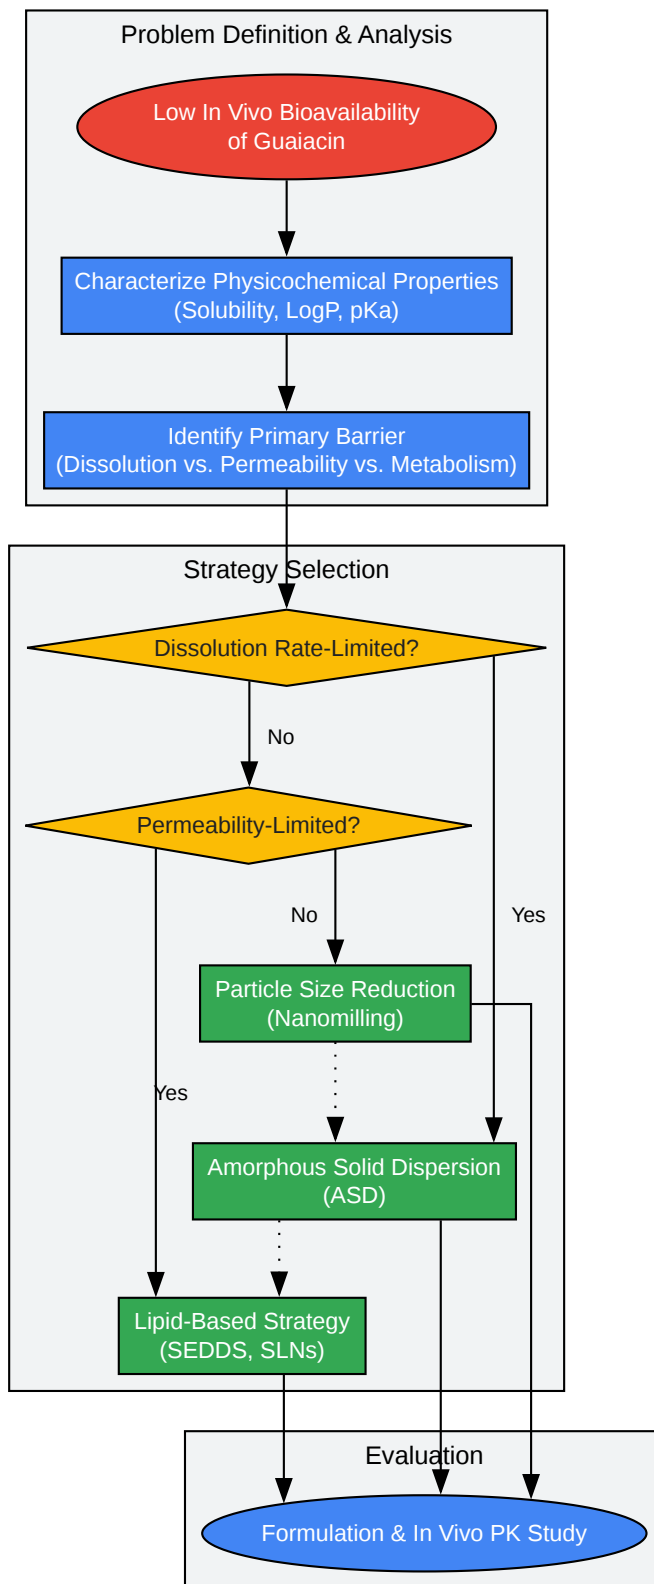 Problem Definition & Analysis
Low In Vivo Bioavailability
of Guaiacin
Characterize Physicochemical Properties
(Solubility, LogP, pKa)
Identify Primary Barrier
(Dissolution vs. Permeability vs. Metabolism)
Strategy Selection
Dissolution Rate-Limited?
No
Permeability-Limited?
No
Yes
Particle Size Reduction
(Nanomilling)
Yes
Amorphous Solid Dispersion
(ASD)
Lipid-Based Strategy
(SEDDS, SLNs)
Evaluation
Formulation & In Vivo PK Study